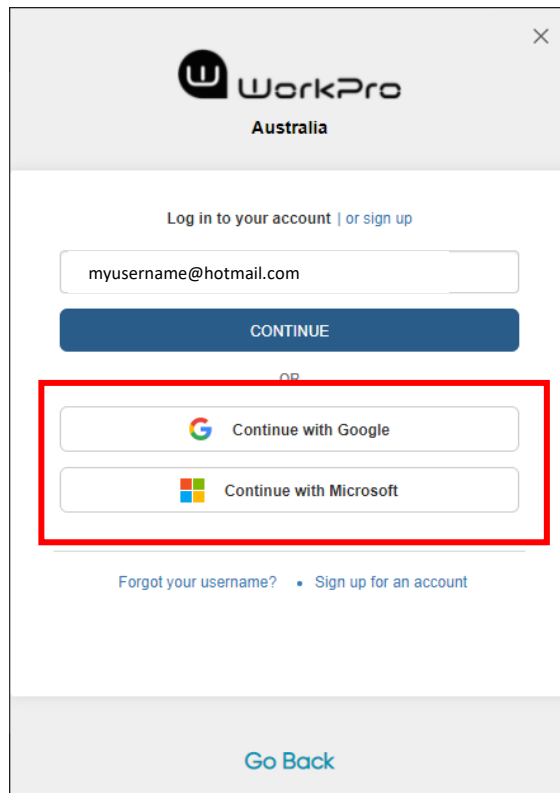 WorkPro
Australia
Log in to your account | or sign up
myusername@hotmail.com
CONTINUE
OR
Continue with Google
Continue with Microsoft
Forgot your username? • Sign up for an account
Go Back